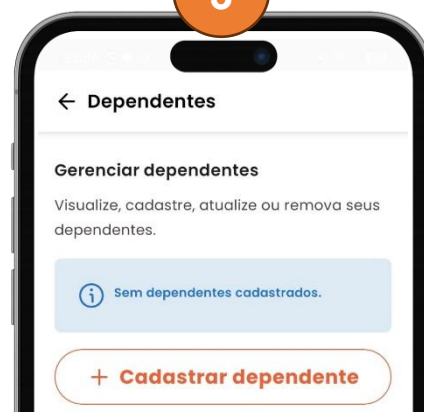 ← Dependentes
Gerenciar dependentes
Visualize, cadastre, atualize ou remova seus
dependentes.
Sem dependentes cadastrados.
+ Cadastrar dependente